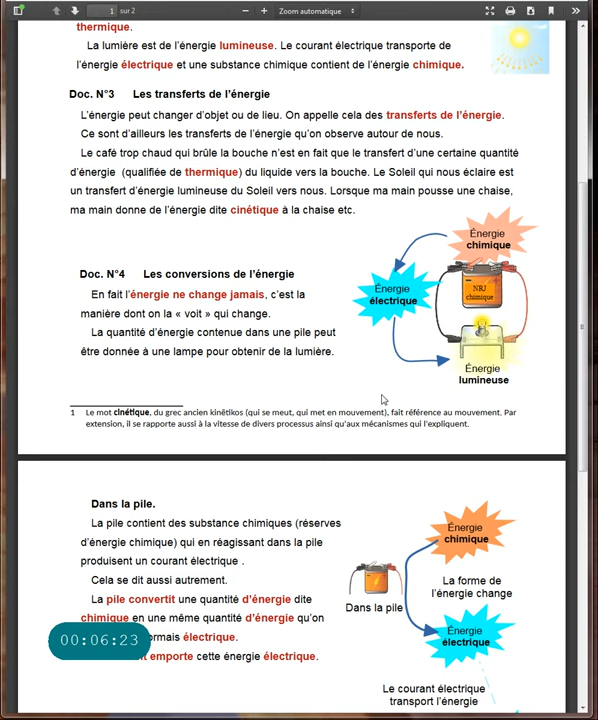 1 sur 2
Zoom automatique
thermique.
La lumière est de l'énergie lumineuse. Le courant électrique transporte de
l'énergie électrique et une substance chimique contient de l'énergie chimique.
Doc. N°3 Les transferts de l'énergie
L'énergie peut changer d'objet ou de lieu. On appelle cela des transferts de l'énergie.
Ce sont d'ailleurs les transferts de l'énergie qu'on observe autour de nous.
Le café trop chaud qui brûle la bouche n'est en fait que le transfert d'une certaine quantité
d'énergie (qualifiée de thermique) du liquide vers la bouche. Le Soleil qui nous éclaire est
un transfert d'énergie lumineuse du Soleil vers nous. Lorsque ma main pousse une chaise,
ma main donne de l'énergie dite cinétique à la chaise etc.
Énergie
chimique
Énergie
électrique
NRJ
chimique
Énergie
lumineuse
Doc. N°4 Les conversions de l'énergie
En fait l'énergie ne change jamais, c'est la
manière dont on la « voit » qui change.
La quantité d'énergie contenue dans une pile peut
être donnée à une lampe pour obtenir de la lumière.
1 Le mot cinétique, du grec ancien kinētikos (qui se meut, qui met en mouvement), fait référence au mouvement. Par
extension, il se rapporte aussi à la vitesse de divers processus ainsi qu'aux mécanismes qui l'expliquent.
Dans la pile.
La pile contient des substance chimiques (réserves
d'énergie chimique) qui en réagissant dans la pile
produisent un courant électrique .
Cela se dit aussi autrement.
La pile convertit une quantité d'énergie dite
chimique en une même quantité d'énergie qu'on
ormais électrique.
t emporte cette énergie électrique.
00:06:23
Énergie
chimique
Dans la pile
La forme de
l'énergie change
Énergie
électrique
Le courant électrique
transport l'énergie